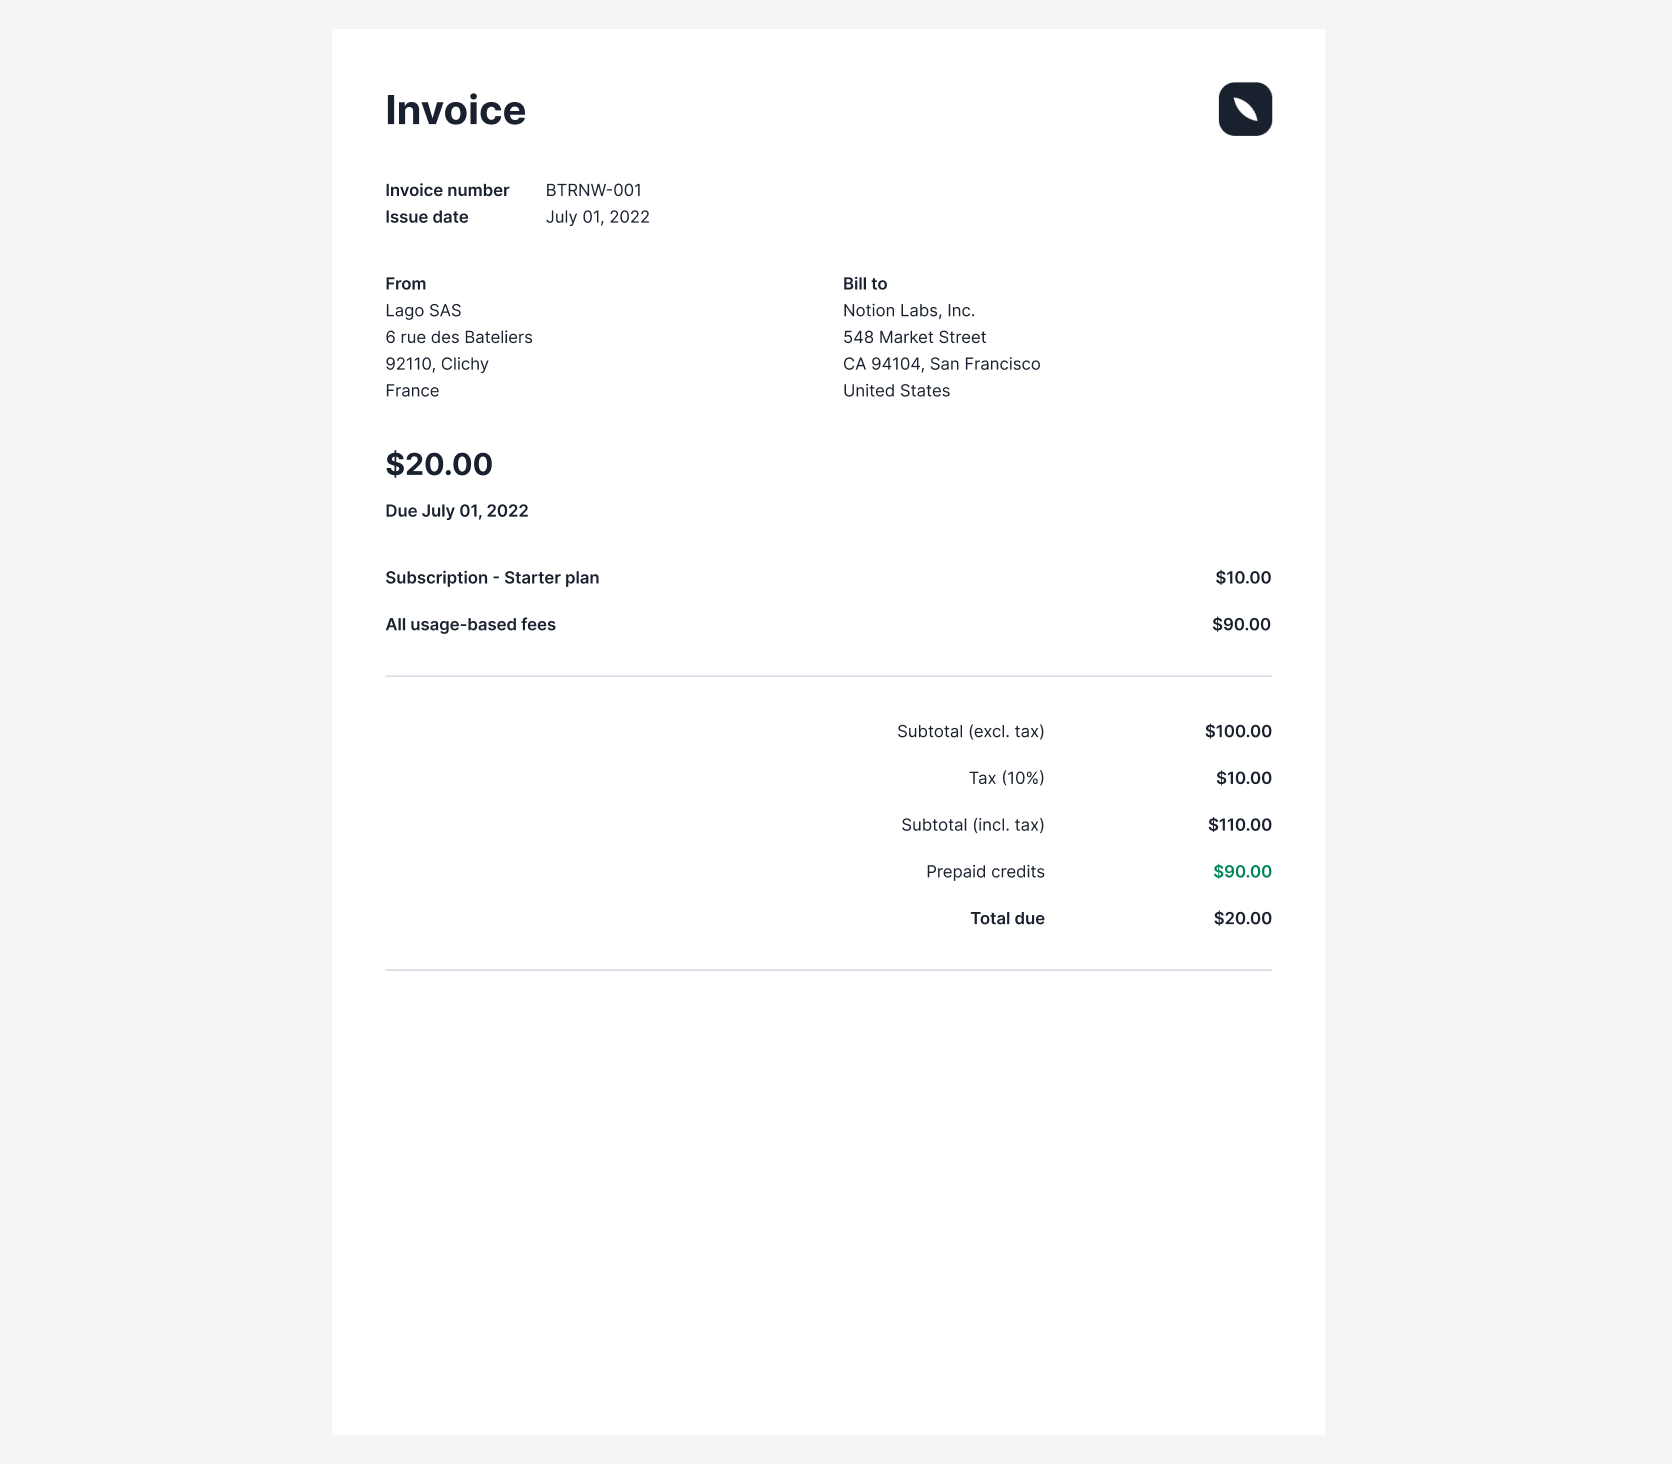 Invoice
Invoice number BTRNW-001
Issue date July 01, 2022
From
Lago SAS
6 rue des Bateliers
92110, Clichy
France
Bill to
Notion Labs, Inc.
548 Market Street
CA 94104, San Francisco
United States
$20.00
Due July 01, 2022
Subscription - Starter plan $10.00
All usage-based fees $90.00
Subtotal (excl. tax) $100.00
Tax (10%) $10.00
Subtotal (incl. tax) $110.00
Prepaid credits $90.00
Total due $20.00